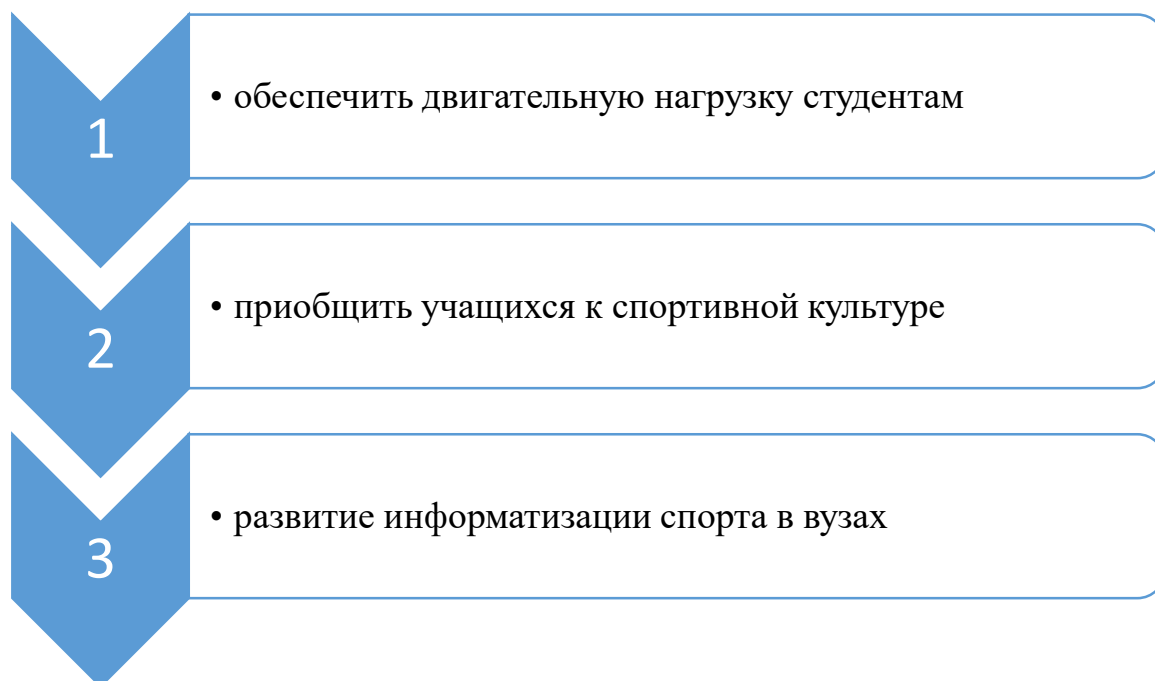 1
• обеспечить двигательную нагрузку студентам
2
• приобщить учащихся к спортивной культуре
3
• развитие информатизации спорта в вузах